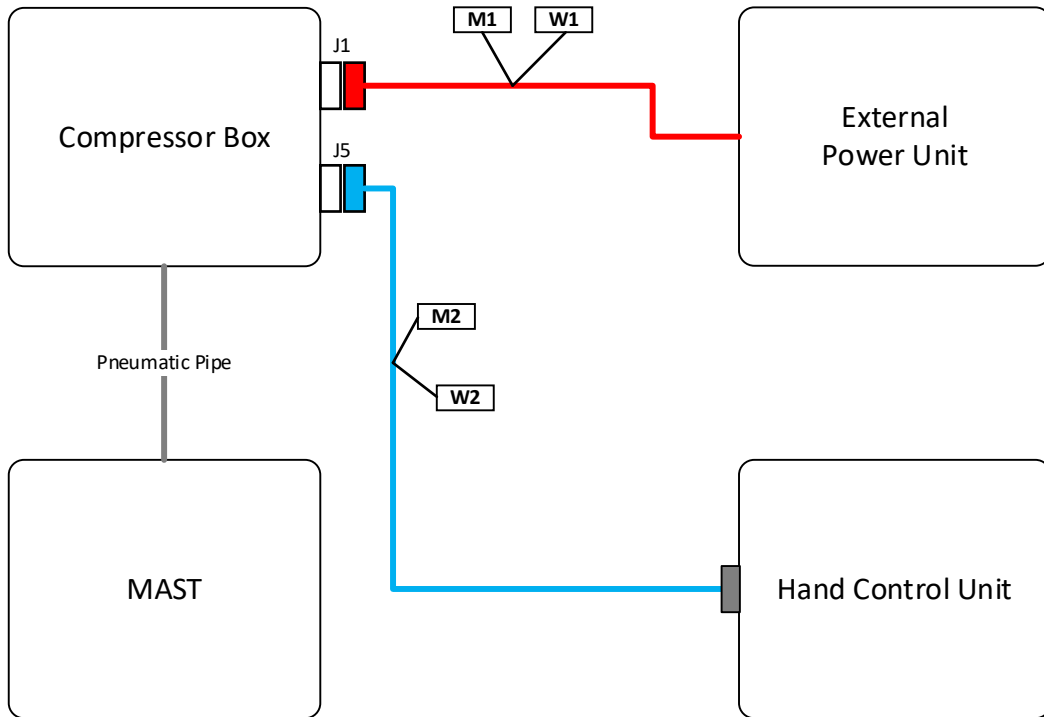 M1
W1
J1
Compressor Box
External
Power Unit
J5
M2
Pneumatic Pipe
W2
MAST
Hand Control Unit